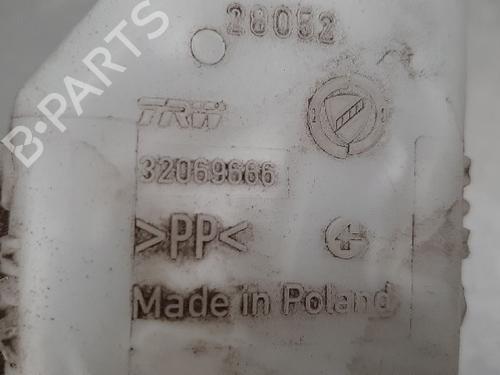 28052
B-PARTS
TRW
32069666
>PP<
Made in Poland